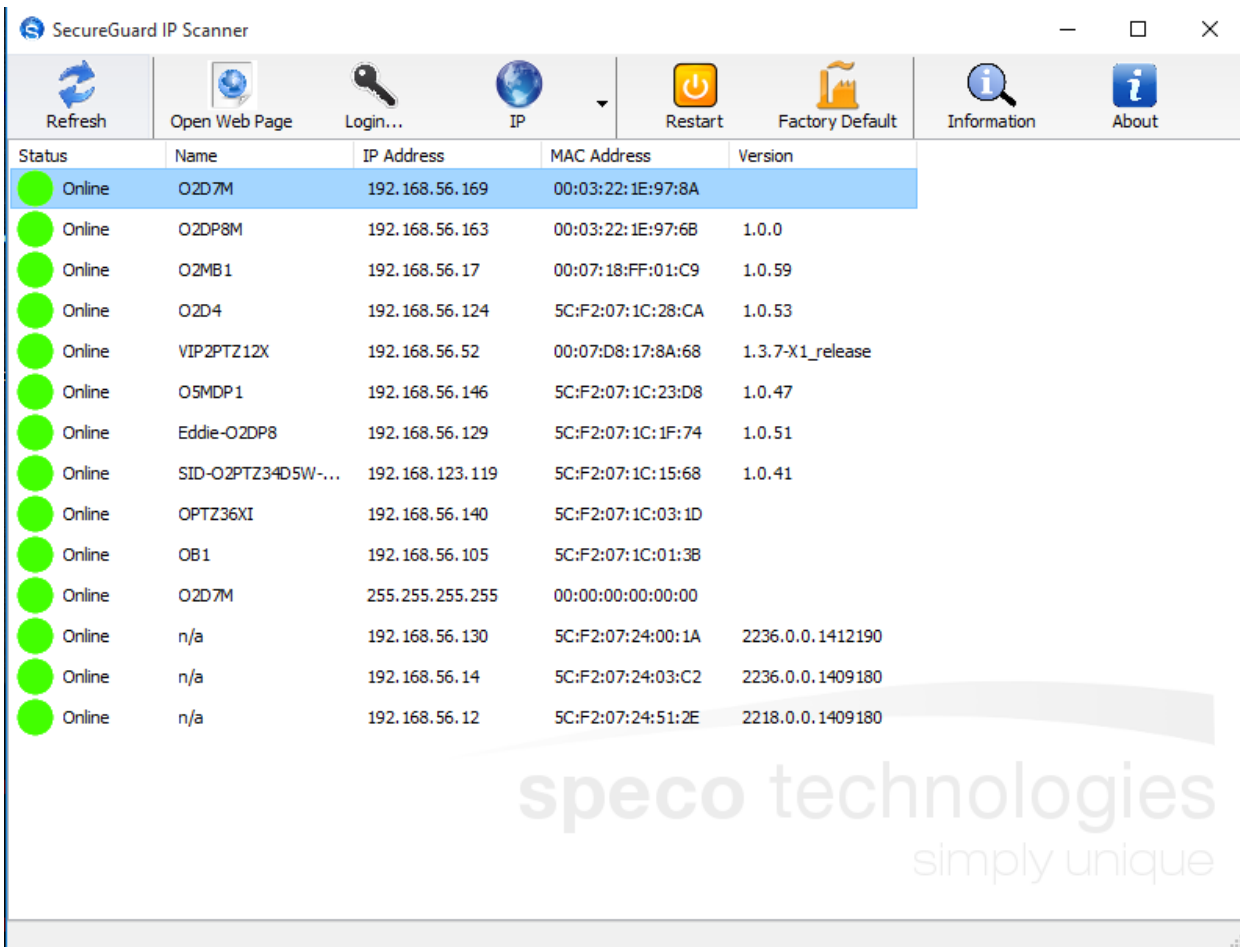 SecureGuard IP Scanner
Refresh Open Web Page Login... IP Restart Factory Default Information About
Status Name IP Address MAC Address Version
Online O2D7M 192.168.56.169 00:03:22:1E:97:8A
Online O2DP8M 192.168.56.163 00:03:22:1E:97:6B 1.0.0
Online O2MB1 192.168.56.17 00:07:18:FF:01:C9 1.0.59
Online O2D4 192.168.56.124 5C:F2:07:1C:28:CA 1.0.53
Online VIP2PTZ12X 192.168.56.52 00:07:D8:17:8A:68 1.3.7-X1_release
Online O5MDP1 192.168.56.146 5C:F2:07:1C:23:D8 1.0.47
Online Eddie-O2DP8 192.168.56.129 5C:F2:07:1C:1F:74 1.0.51
Online SID-O2PTZ34D5W-... 192.168.123.119 5C:F2:07:1C:15:68 1.0.41
Online OPTZ36XI 192.168.56.140 5C:F2:07:1C:03:1D
Online OB1 192.168.56.105 5C:F2:07:1C:01:3B
Online O2D7M 255.255.255.255 00:00:00:00:00:00
Online n/a 192.168.56.130 5C:F2:07:24:00:1A 2236.0.0.1412190
Online n/a 192.168.56.14 5C:F2:07:24:03:C2 2236.0.0.1409180
Online n/a 192.168.56.12 5C:F2:07:24:51:2E 2218.0.0.1409180
speco technologies
simply unique